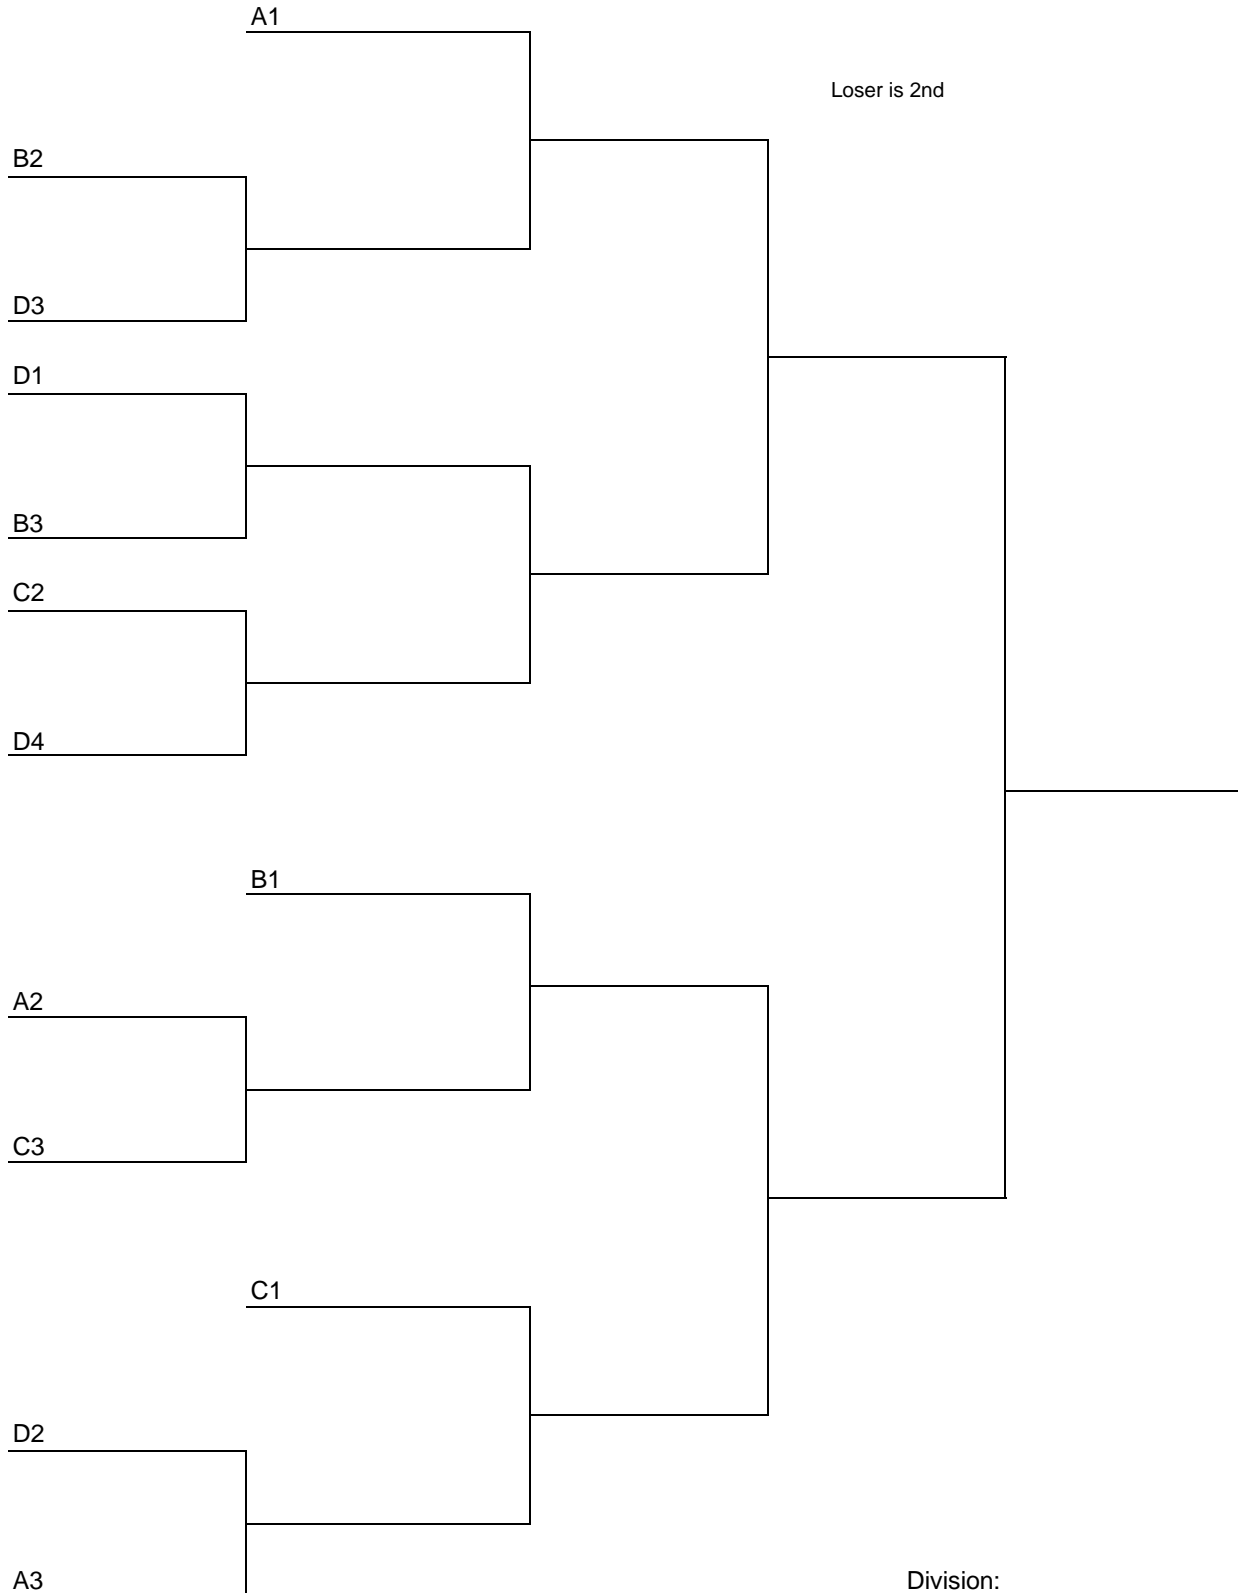 A1
Loser is 2nd
B2
D3
D1
B3
C2
D4
B1
A2
C3
C1
D2
A3
Division: